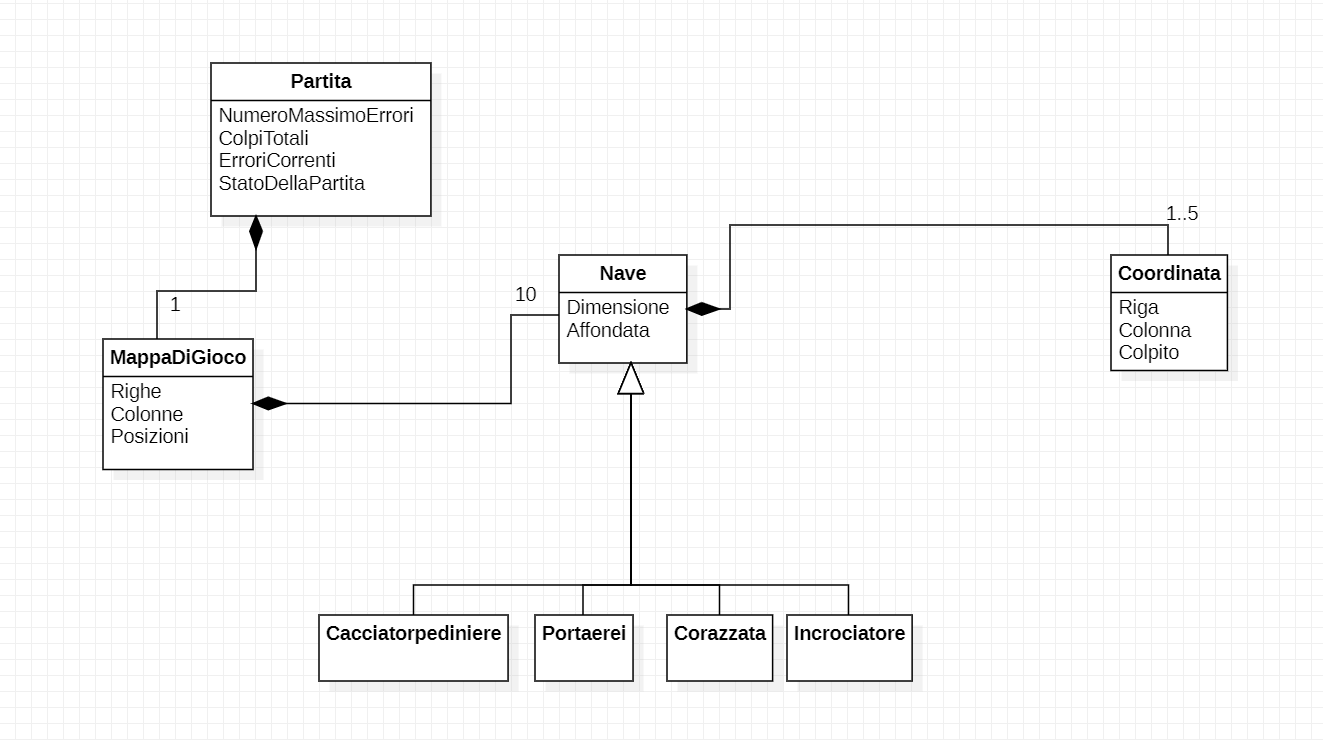 Partita
NumeroMassimoErrori
ColpiTotali
ErroriCorrenti
StatoDellaPartita
1
MappaDiGioco
Righe
Colonne
Posizioni
10
Nave
Dimensione
Affondata
1..5
Coordinata
Riga
Colonna
Colpito
Cacciatorpediniere
Portaerei
Corazzata
Incrociatore